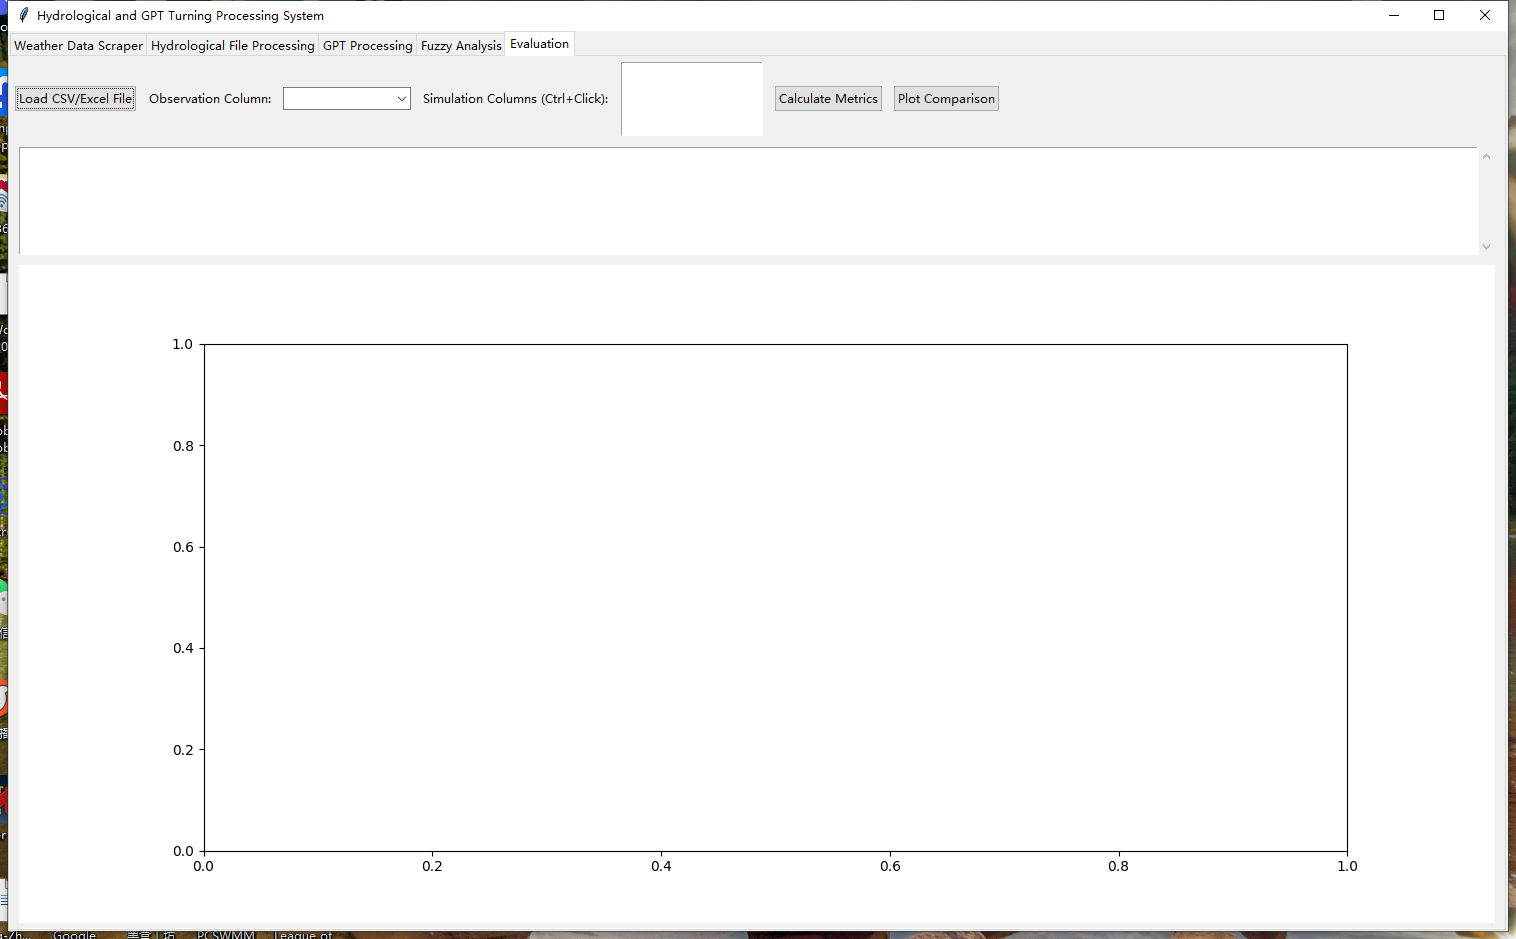 Hydrological and GPT Turning Processing System
Weather Data Scraper Hydrological File Processing GPT Processing Fuzzy Analysis Evaluation
Load CSV/Excel File Observation Column: Simulation Columns (Ctrl+Click): Calculate Metrics Plot Comparison
1.0
0.8
0.6
0.4
0.2
0.0
0.0 0.2 0.4 0.6 0.8 1.0
Google PCSWMM League of